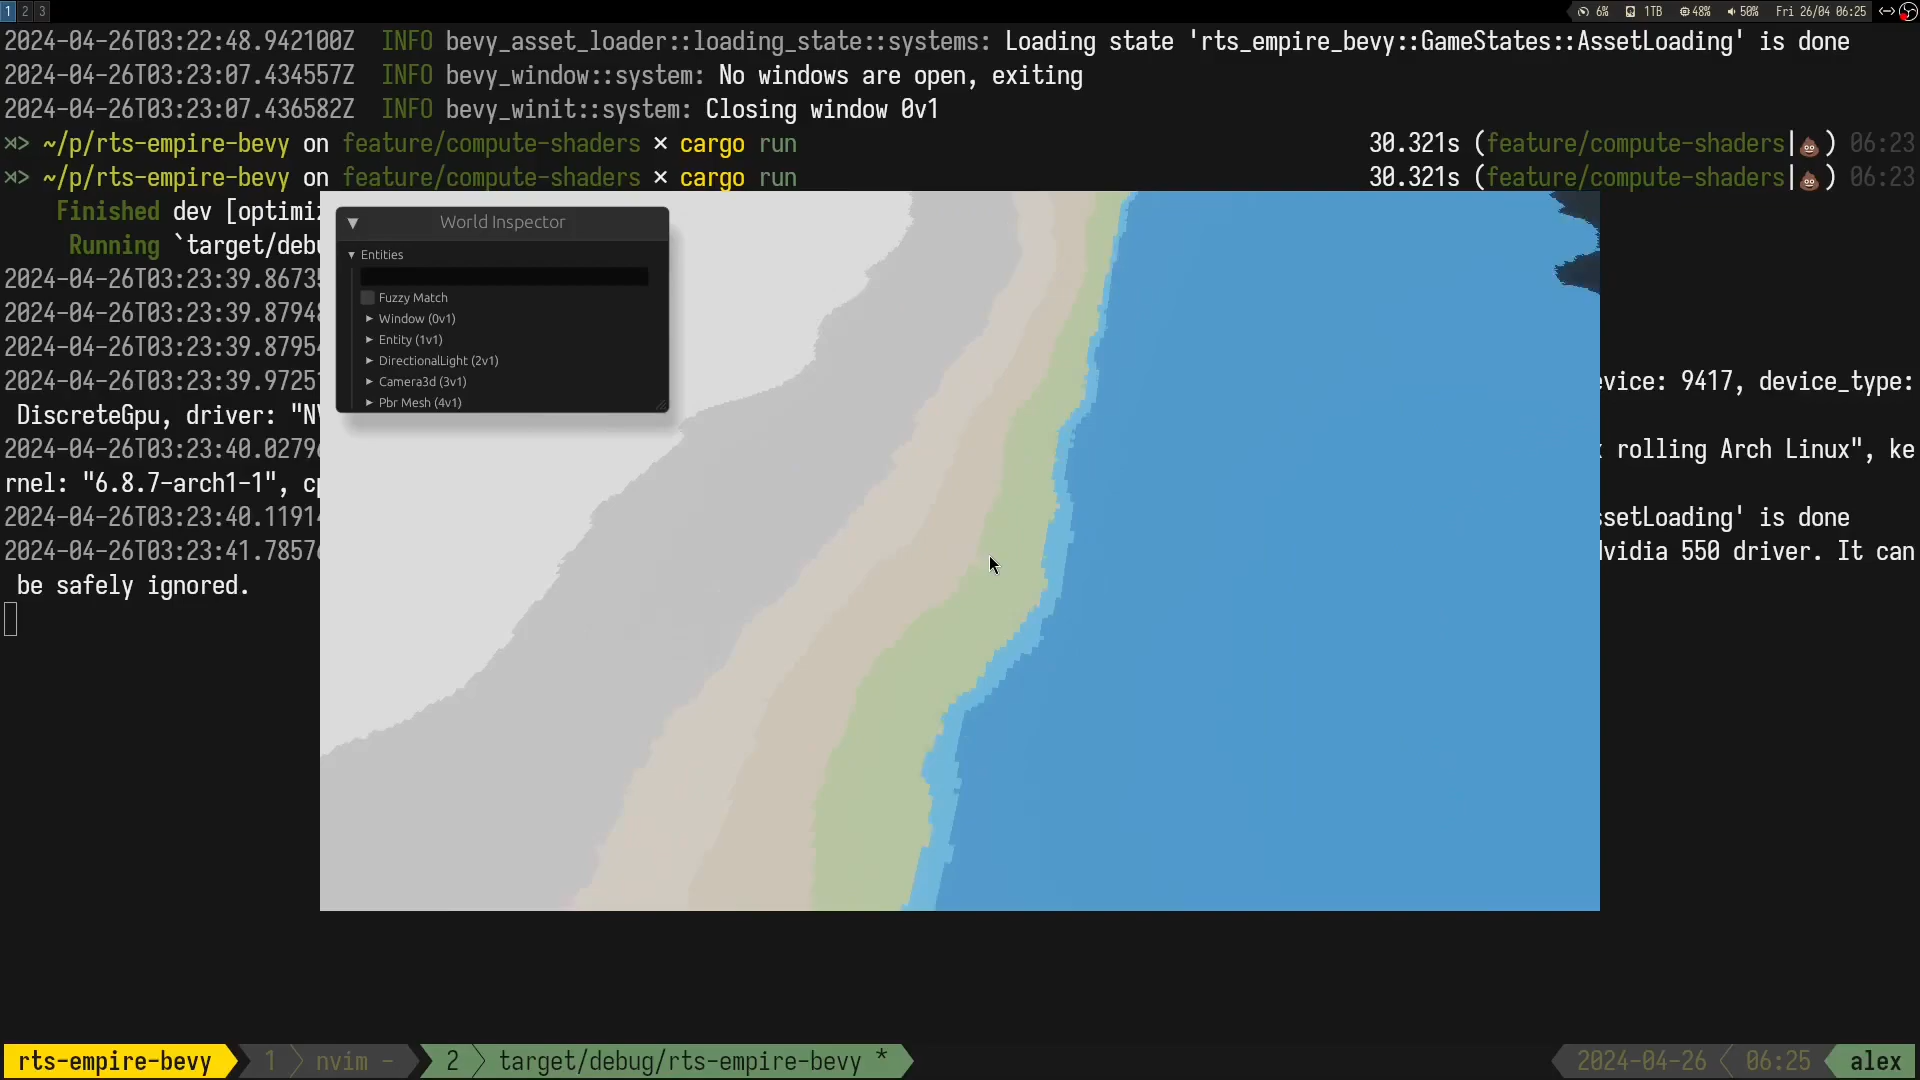 1 2 3 6% 1TB 48% 50% Fri 26/04 06:25
2024-04-26T03:22:48.942100Z  INFO bevy_asset_loader::loading_state::systems: Loading state 'rts_empire_bevy::GameStates::AssetLoading' is done
2024-04-26T03:23:07.434557Z  INFO bevy_window::system: No windows are open, exiting
2024-04-26T03:23:07.436582Z  INFO bevy_winit::system: Closing window 0v1
~/p/rts-empire-bevy on feature/compute-shaders × cargo run 30.321s (feature/compute-shaders|💩) 06:23
~/p/rts-empire-bevy on feature/compute-shaders × cargo run 30.321s (feature/compute-shaders|💩) 06:23
Finished dev [optimi
Running `target/deb
2024-04-26T03:23:39.8673
2024-04-26T03:23:39.8794
2024-04-26T03:23:39.8795
2024-04-26T03:23:39.9725 evice: 9417, device_type:
DiscreteGpu, driver: "N
2024-04-26T03:23:40.0279 rolling Arch Linux", ke
rnel: "6.8.7-arch1-1", c
2024-04-26T03:23:40.1191 ssetLoading' is done
2024-04-26T03:23:41.7857 vidia 550 driver. It can
be safely ignored.
World Inspector
Entities
Fuzzy Match
Window (0v1)
Entity (1v1)
DirectionalLight (2v1)
Camera3d (3v1)
Pbr Mesh (4v1)
rts-empire-bevy 1 nvim - 2 target/debug/rts-empire-bevy * 2024-04-26 06:25 alex